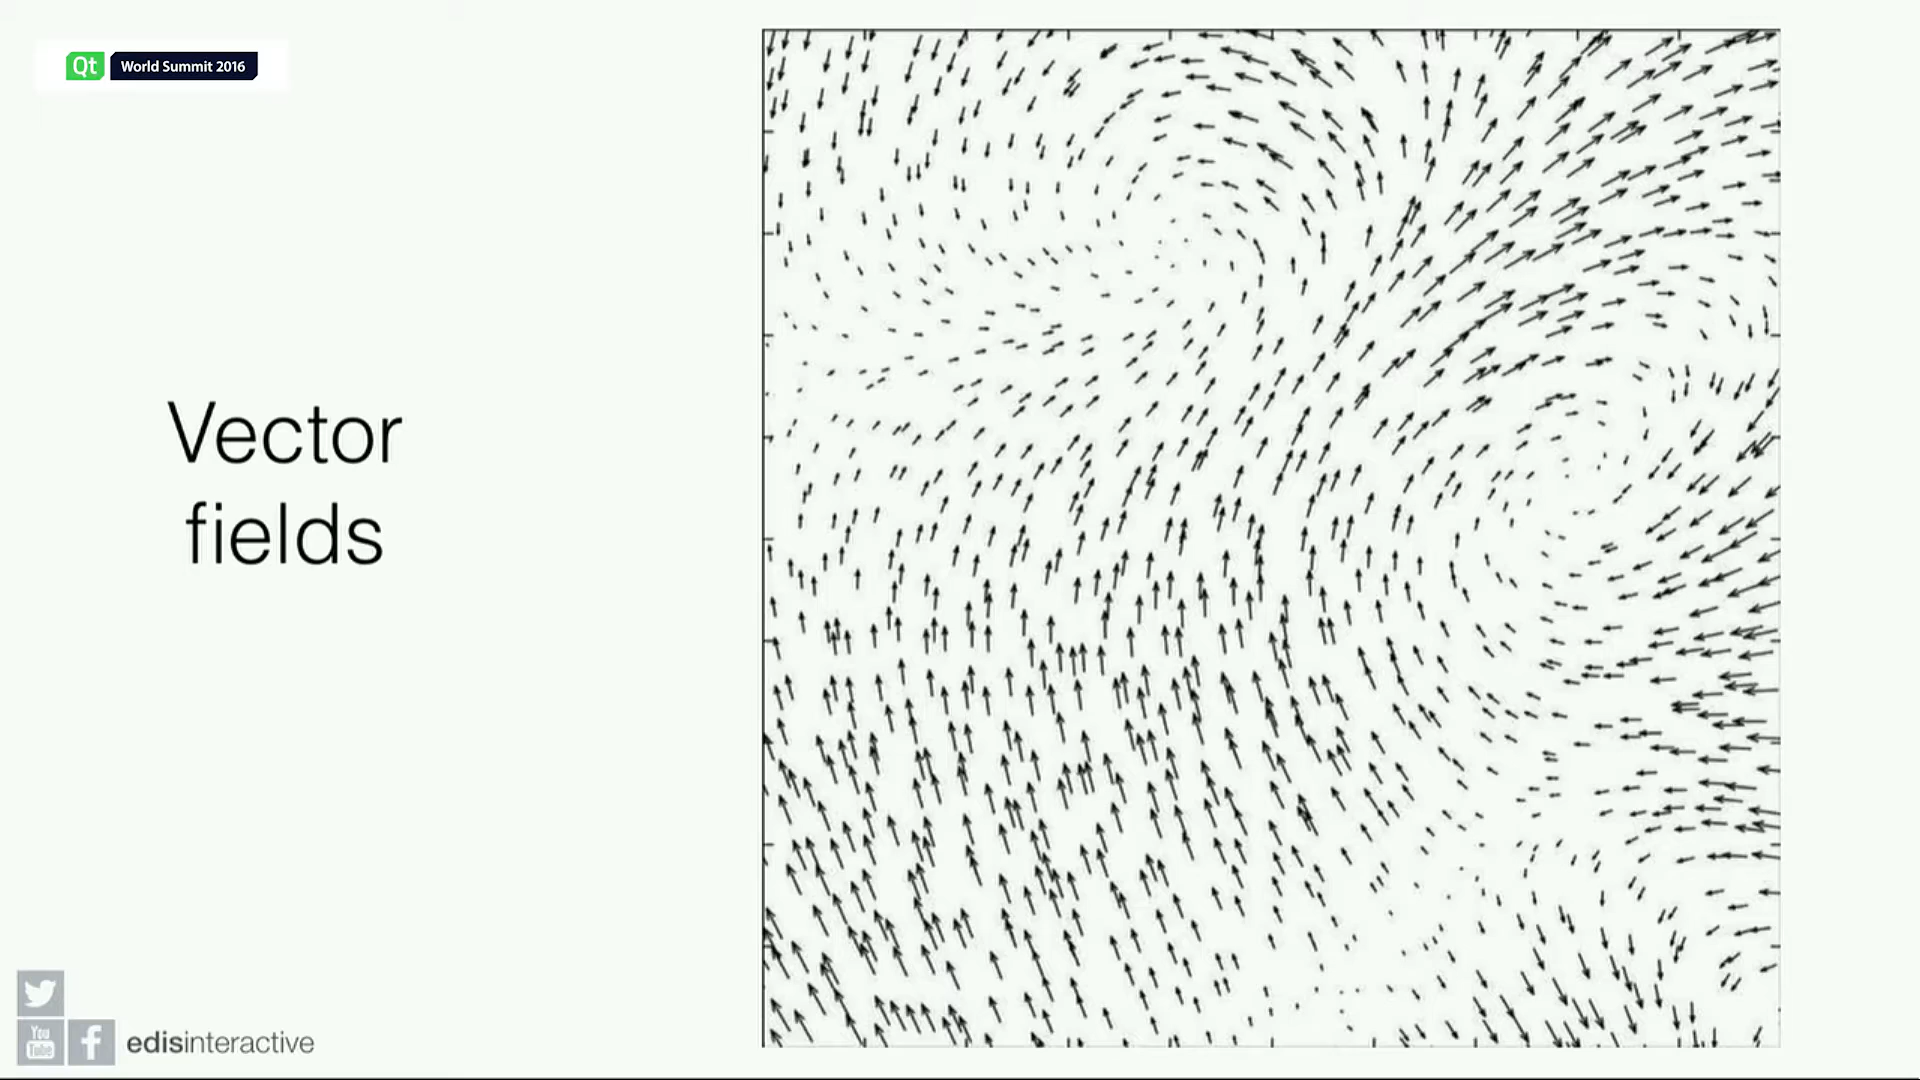 Qt World Summit 2016
Vector
fields
You
Tube
edisinteractive